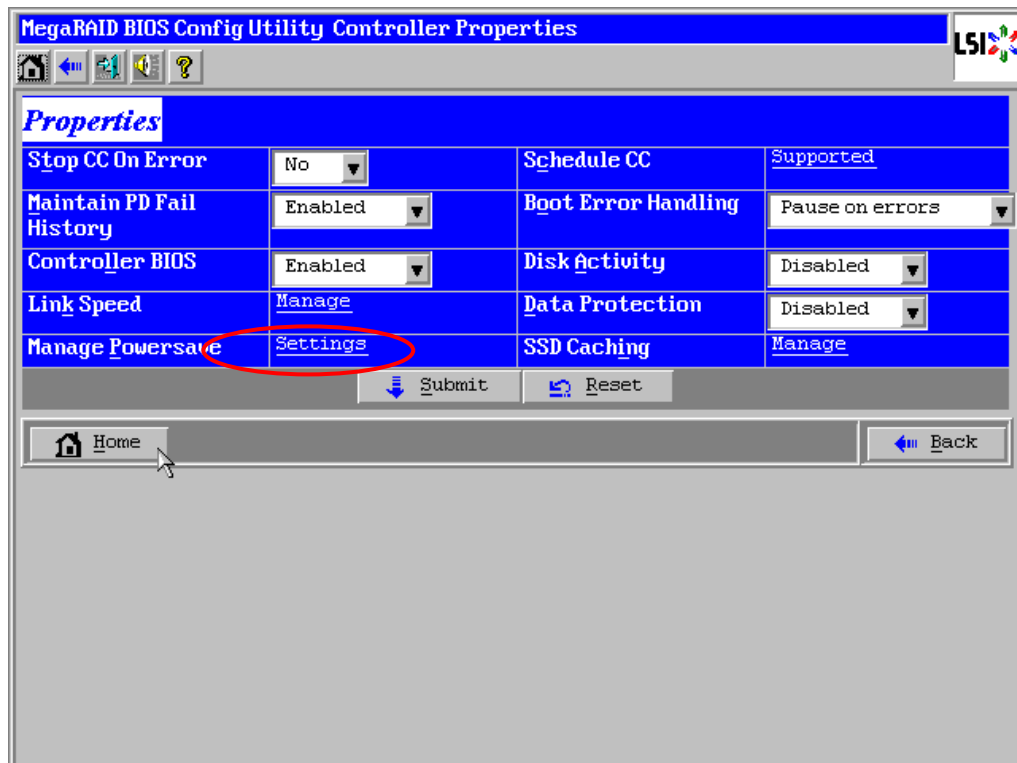 MegaRAID BIOS Config Utility Controller Properties
LSI
Properties
Stop CC On Error No Schedule CC Supported
Maintain PD Fail History Enabled Boot Error Handling Pause on errors
Controller BIOS Enabled Disk Activity Disabled
Link Speed Manage Data Protection Disabled
Manage Powersave Settings SSD Caching Manage
Submit Reset
Home Back